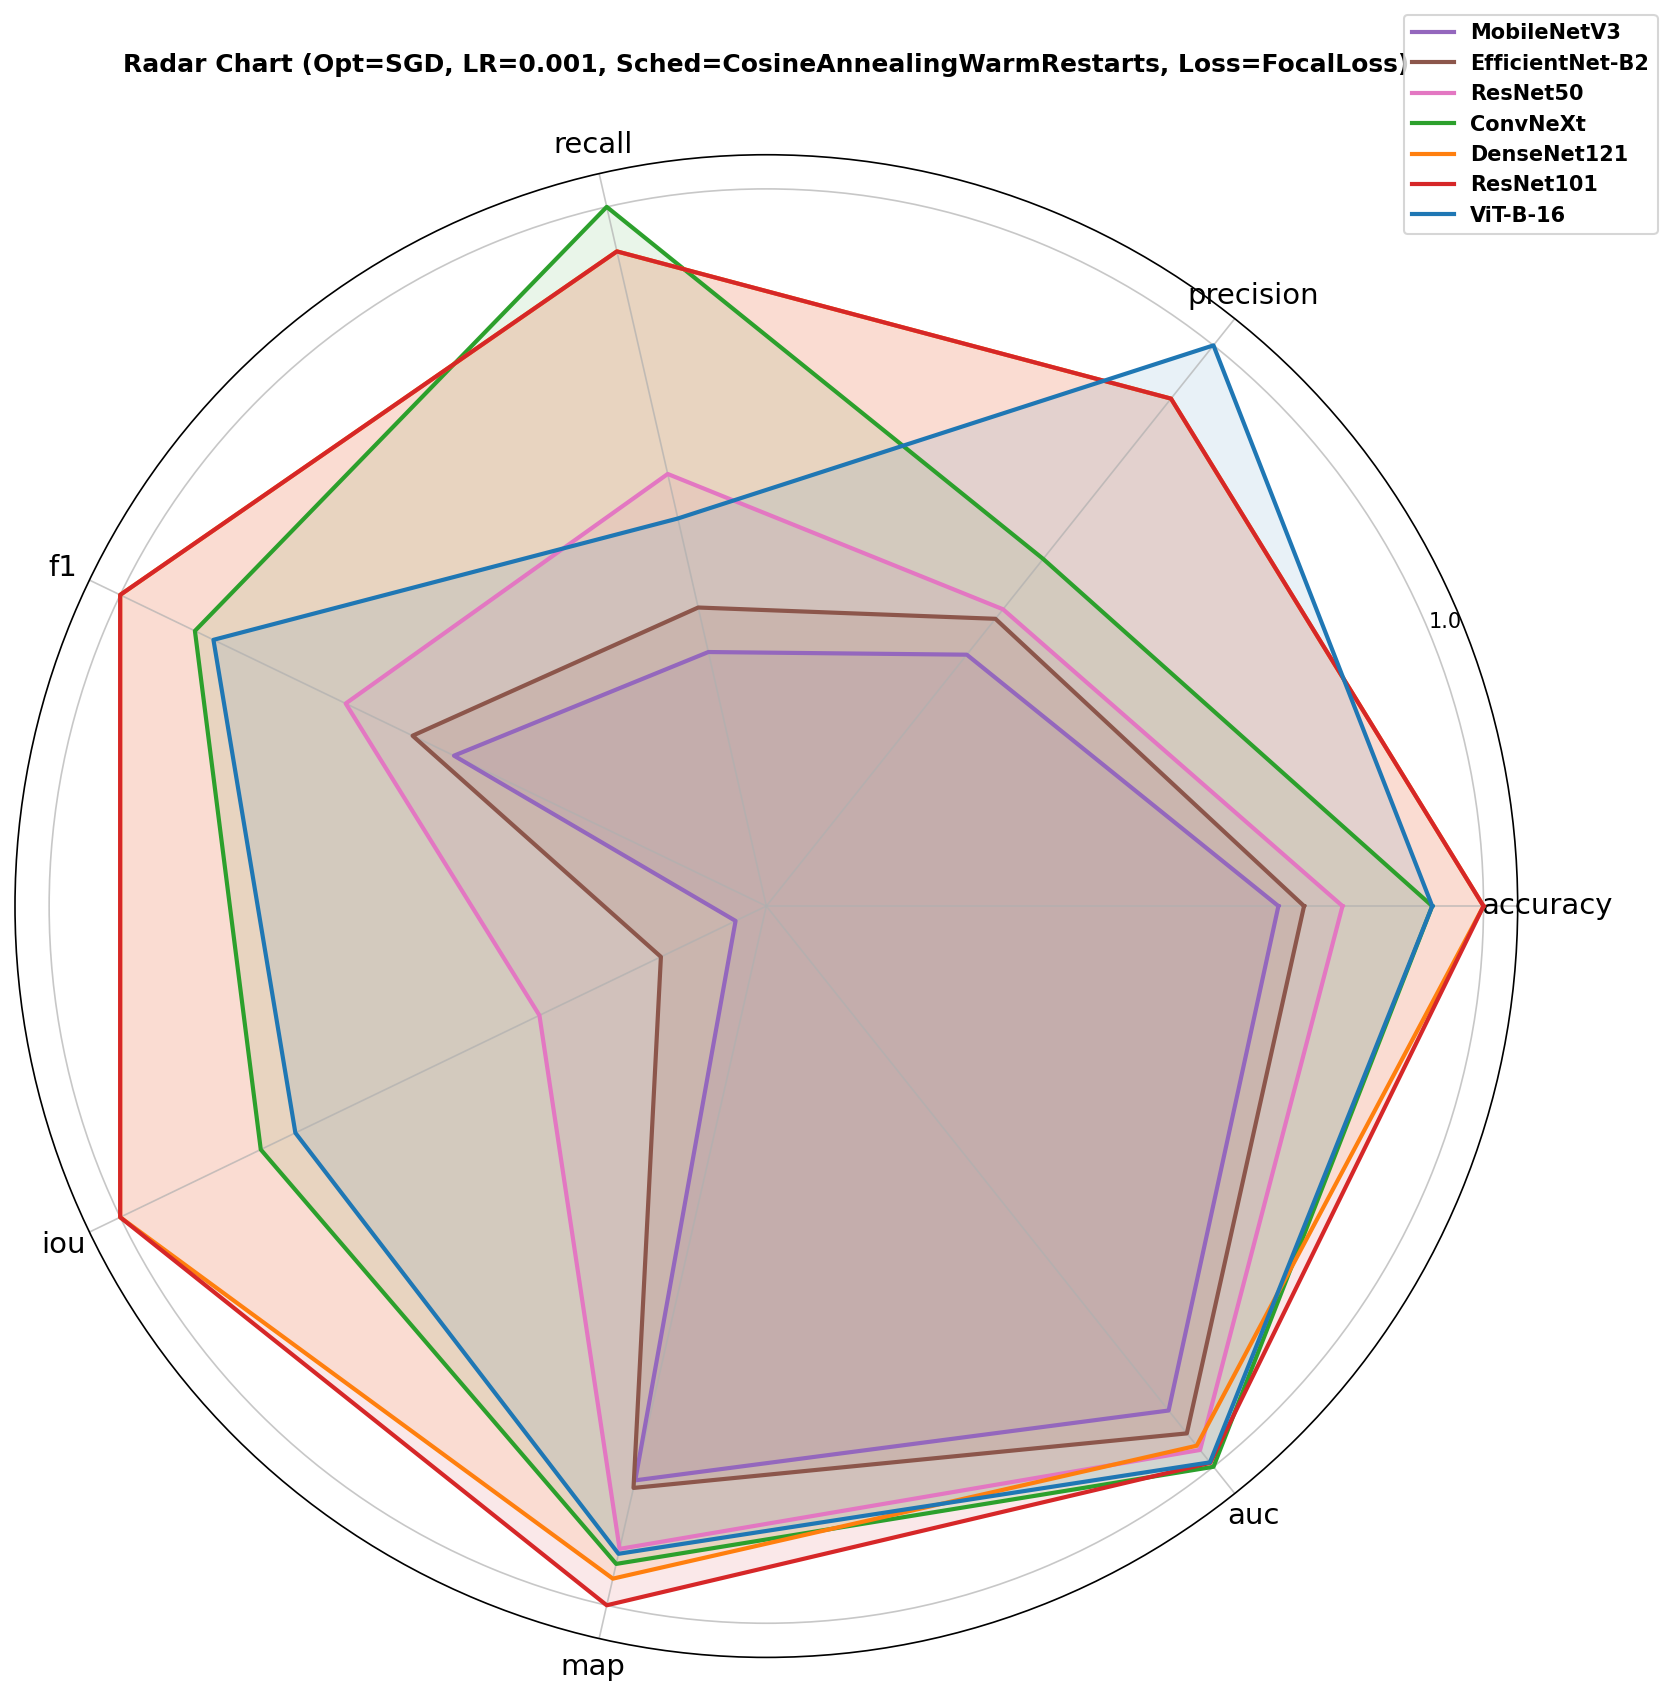 Radar Chart (Opt=SGD, LR=0.001, Sched=CosineAnnealingWarmRestarts, Loss=FocalLoss)
MobileNetV3
EfficientNet-B2
ResNet50
ConvNeXt
DenseNet121
ResNet101
ViT-B-16
recall
precision
f1
1.0
accuracy
iou
auc
map